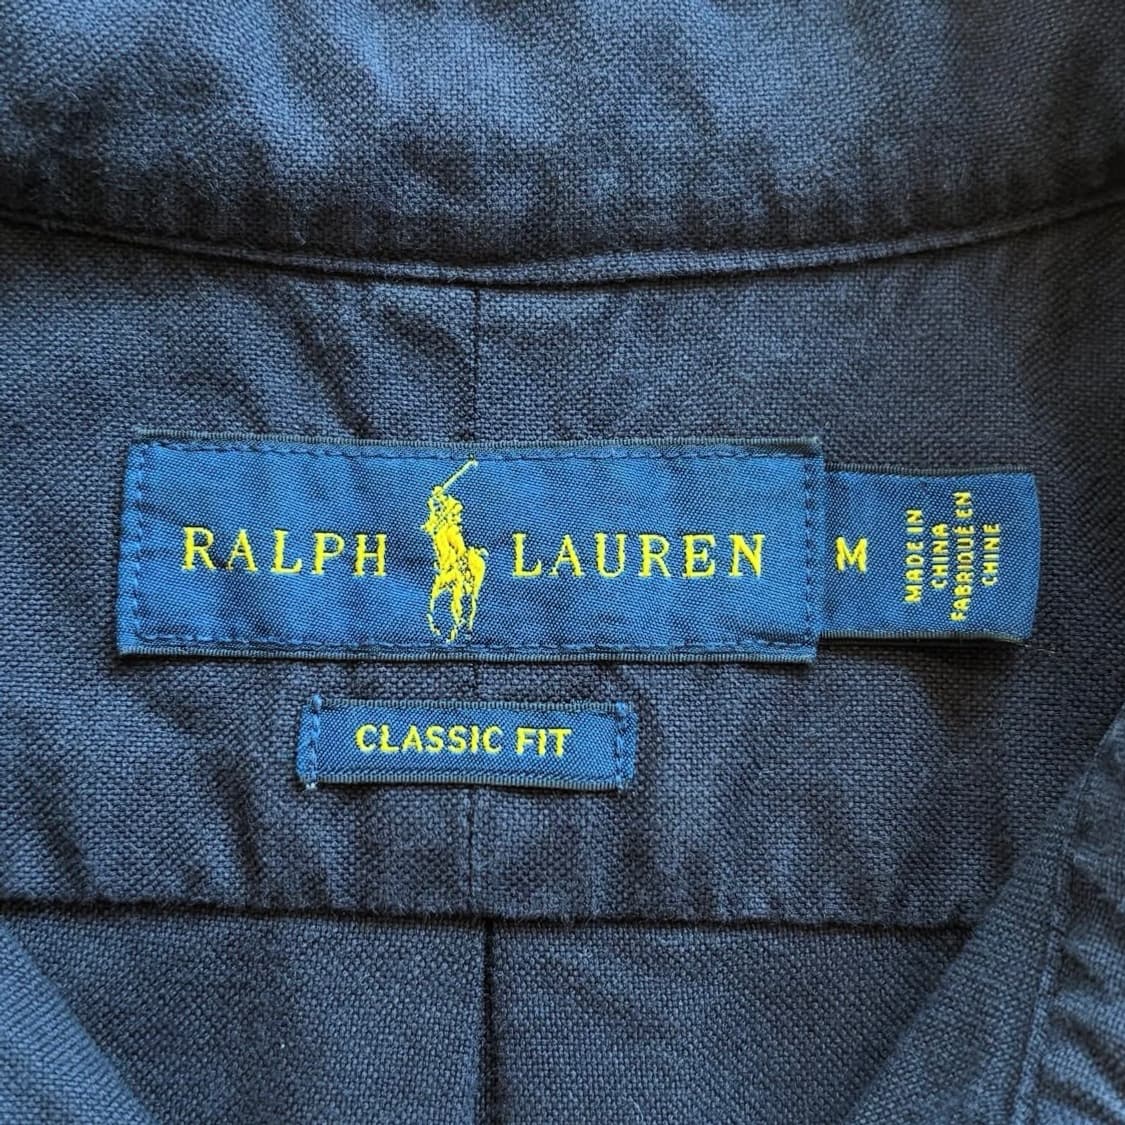 RALPH LAUREN
M
MADE IN
CHINA
FABRIQUÉ EN
CHINE
CLASSIC FIT